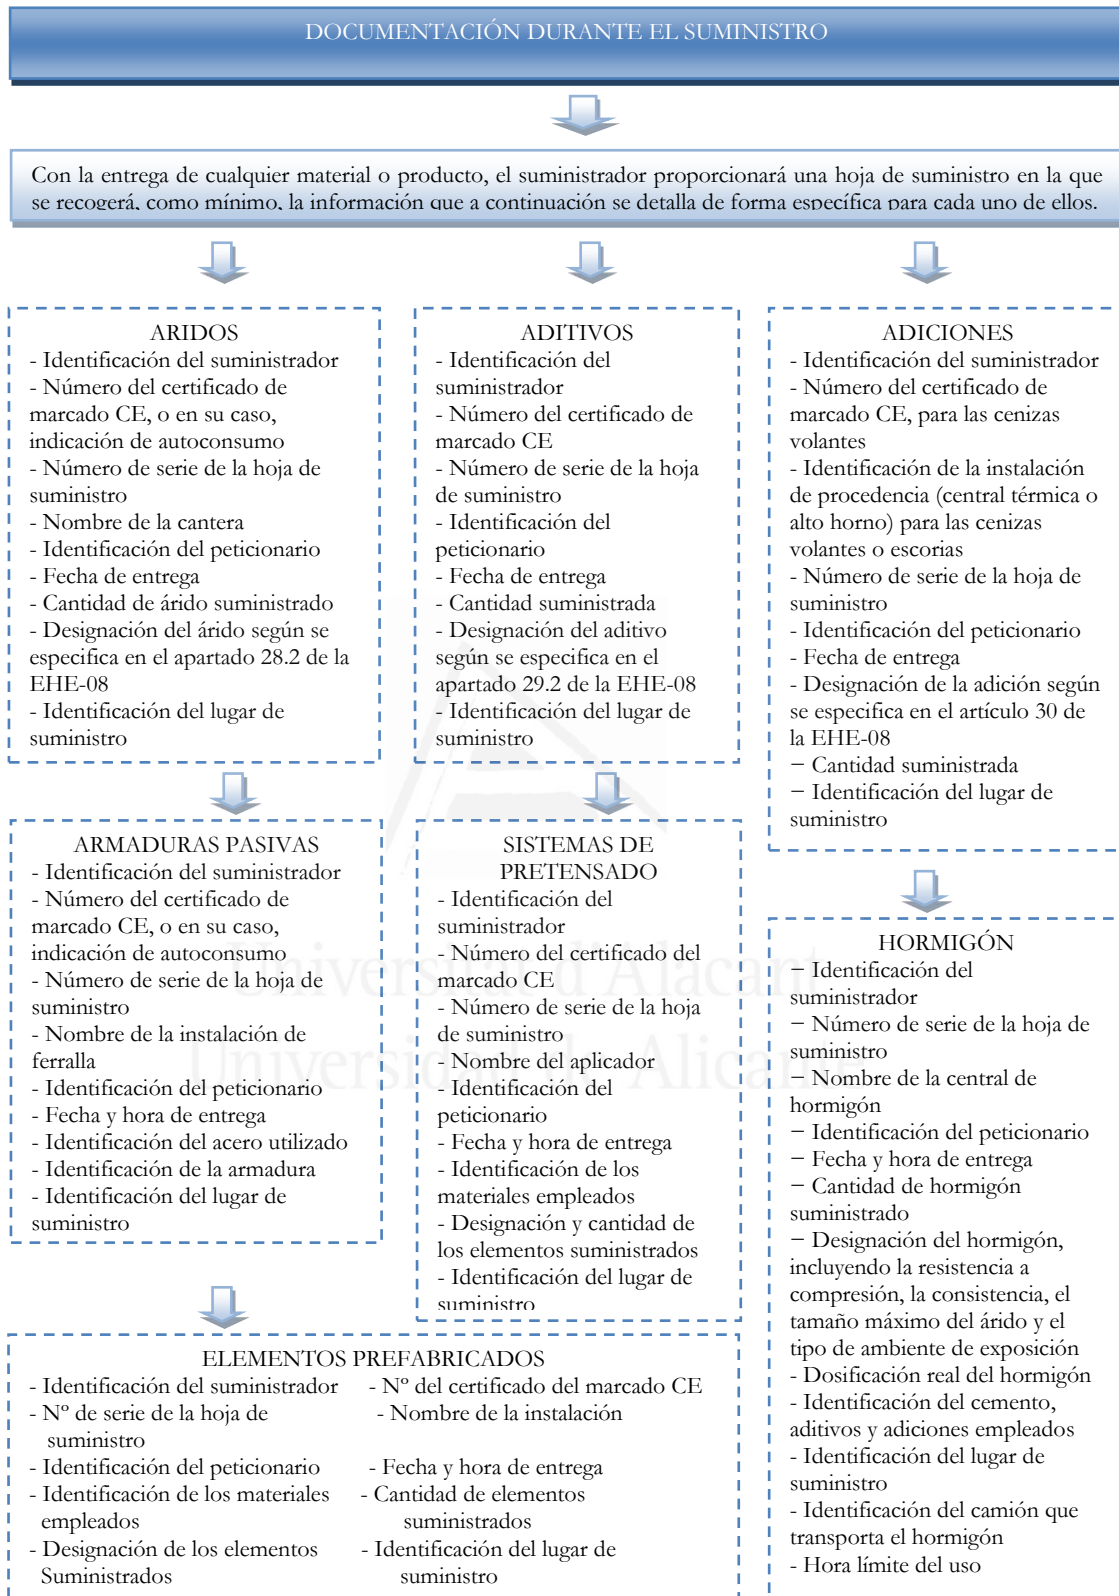 DOCUMENTACIÓN DURANTE EL SUMINISTRO
Con la entrega de cualquier material o producto, el suministrador proporcionará una hoja de suministro en la que
se recogerá, como mínimo, la información que a continuación se detalla de forma específica para cada uno de ellos.
ARIDOS
- Identificación del suministrador
- Número del certificado de
marcado CE, o en su caso,
indicación de autoconsumo
- Número de serie de la hoja de
suministro
- Nombre de la cantera
- Identificación del peticionario
- Fecha de entrega
- Cantidad de árido suministrado
- Designación del árido según se
especifica en el apartado 28.2 de la
EHE-08
- Identificación del lugar de
suministro
ADITIVOS
- Identificación del
suministrador
- Número del certificado de
marcado CE
- Número de serie de la hoja
de suministro
- Identificación del
peticionario
- Fecha de entrega
- Cantidad suministrada
- Designación del aditivo
según se especifica en el
apartado 29.2 de la EHE-08
- Identificación del lugar de
suministro
ADICIONES
- Identificación del suministrador
- Número del certificado de
marcado CE, para las cenizas
volantes
- Identificación de la instalación
de procedencia (central térmica o
alto horno) para las cenizas
volantes o escorias
- Número de serie de la hoja de
suministro
- Identificación del peticionario
- Fecha de entrega
- Designación de la adición según
se especifica en el artículo 30 de
la EHE-08
− Cantidad suministrada
− Identificación del lugar de
suministro
ARMADURAS PASIVAS
- Identificación del suministrador
- Número del certificado de
marcado CE, o en su caso,
indicación de autoconsumo
- Número de serie de la hoja de
suministro
- Nombre de la instalación de
ferralla
- Identificación del peticionario
- Fecha y hora de entrega
- Identificación del acero utilizado
- Identificación de la armadura
- Identificación del lugar de
suministro
SISTEMAS DE
PRETENSADO
- Identificación del
suministrador
- Número del certificado del
marcado CE
- Número de serie de la hoja
de suministro
- Nombre del aplicador
- Identificación del
peticionario
- Fecha y hora de entrega
- Identificación de los
materiales empleados
- Designación y cantidad de
los elementos suministrados
- Identificación del lugar de
suministro
HORMIGÓN
− Identificación del
suministrador
− Número de serie de la hoja de
suministro
− Nombre de la central de
hormigón
− Identificación del peticionario
− Fecha y hora de entrega
− Cantidad de hormigón
suministrado
− Designación del hormigón,
incluyendo la resistencia a
compresión, la consistencia, el
tamaño máximo del árido y el
tipo de ambiente de exposición
- Dosificación real del hormigón
- Identificación del cemento,
aditivos y adiciones empleados
- Identificación del lugar de
suministro
- Identificación del camión que
transporta el hormigón
- Hora límite del uso
ELEMENTOS PREFABRICADOS
- Identificación del suministrador - Nº del certificado del marcado CE
- Nº de serie de la hoja de - Nombre de la instalación
suministro
- Identificación del peticionario - Fecha y hora de entrega
- Identificación de los materiales - Cantidad de elementos
empleados suministrados
- Designación de los elementos - Identificación del lugar de
Suministrados suministro
Universitat d'Alacant
Universidad de Alicante